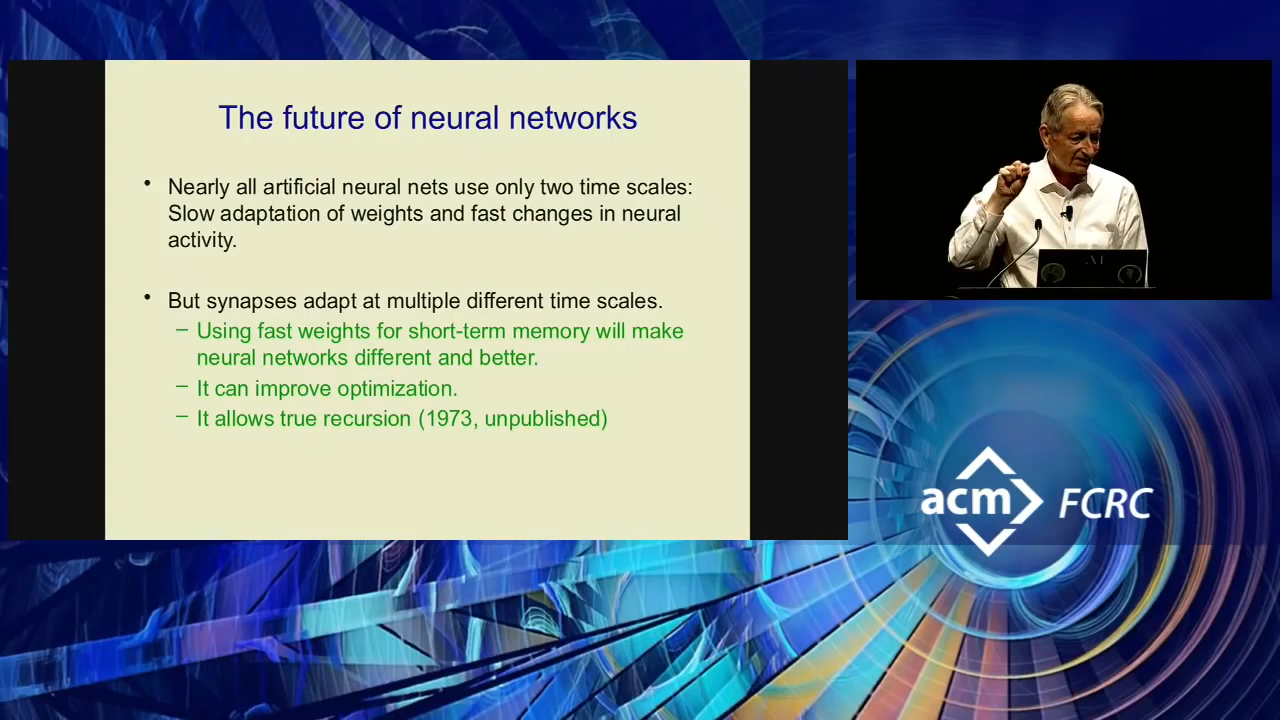 The future of neural networks
• Nearly all artificial neural nets use only two time scales:
Slow adaptation of weights and fast changes in neural
activity.
• But synapses adapt at multiple different time scales.
– Using fast weights for short-term memory will make
neural networks different and better.
– It can improve optimization.
– It allows true recursion (1973, unpublished)
acm FCRC